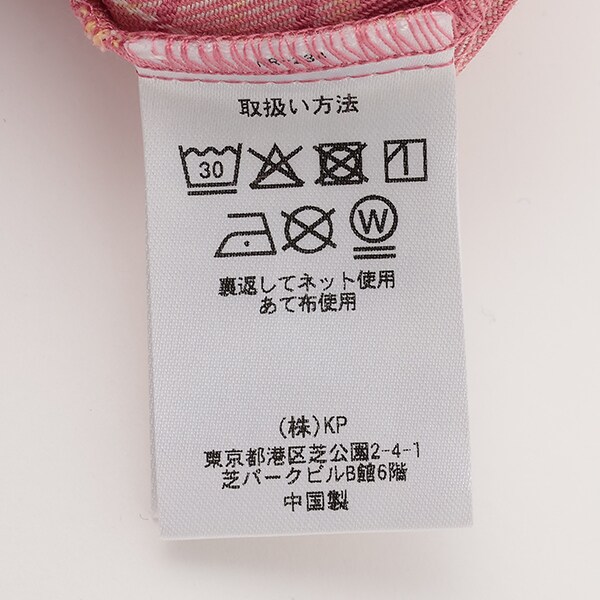 取扱い方法
30
W
裏返してネット使用
あて布使用
(株)KP
東京都港区芝公園2-4-1
芝パークビルB館6階
中国製